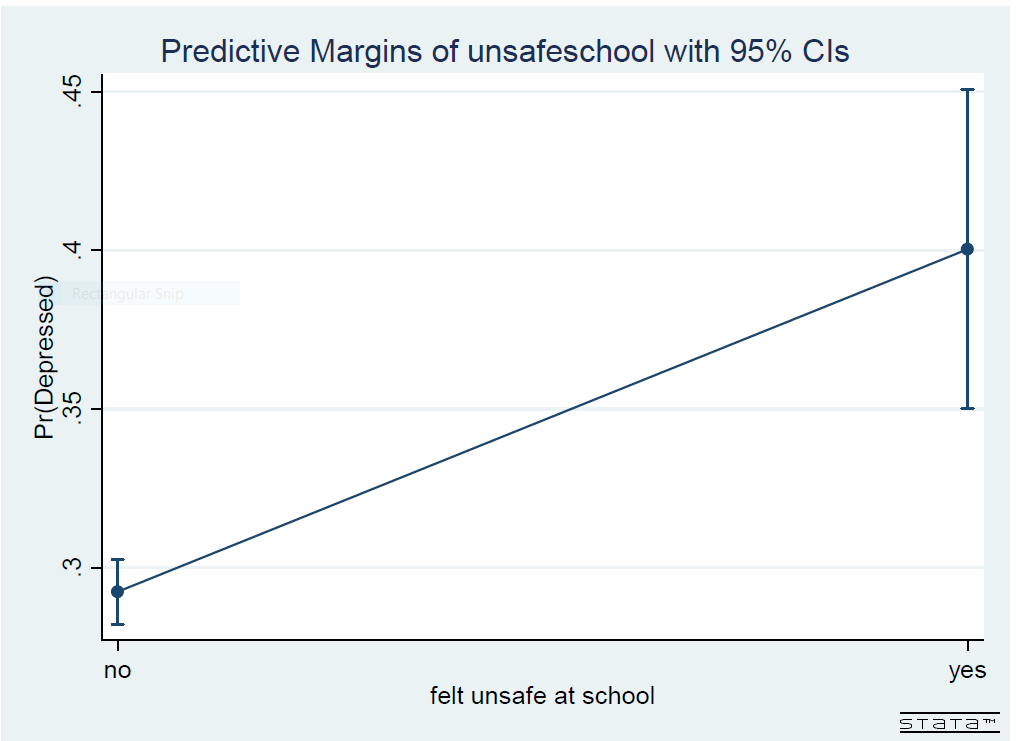 Predictive Margins of unsafeschool with 95% CIs
Pr(Depressed)
.45
.4
.35
.3
Rectangular Snip
no
yes
felt unsafe at school
STATA™